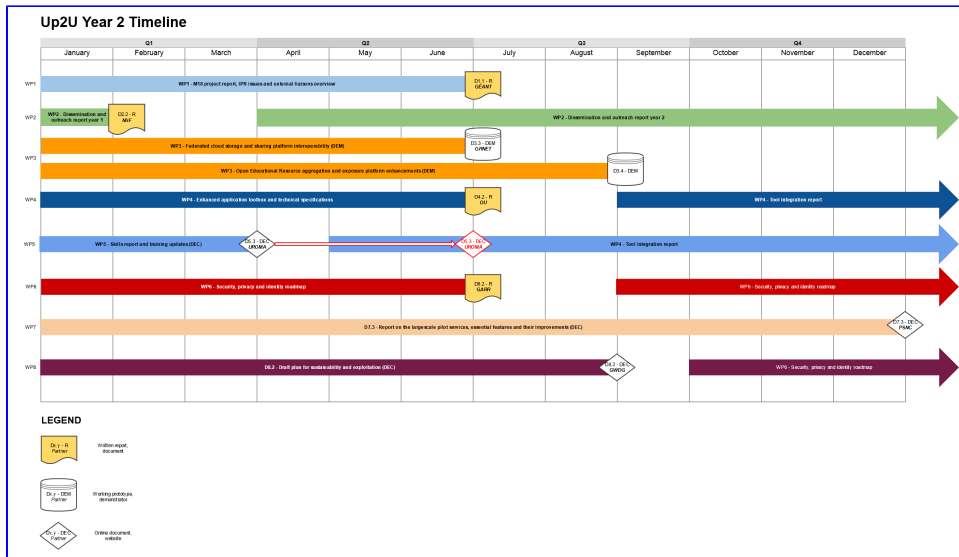 Up2U Year 2 Timeline
Q1 Q2 Q3 Q4
January February March April May June July August September October November December
WP1
WP1 - M18 project report, IPR issues and external liaisons overview
D1.1 - R
GÉANT
WP2
WP2 - Dissemination and
outreach report year 1
D2.2 - R
NAF
WP2 - Dissemination and outreach report year 2
WP3
WP3 - Federated cloud storage and sharing platform interoperability (DEM)
D3.3 - DEM
GRNET
WP3 - Open Educational Resource aggregation and exposure platform enhancements (DEM)
D3.4 - DEM
WP4
WP4 - Enhanced application toolbox and technical specifications
D4.2 - R
OU
WP4 - Tool integration report
WP5
WP5 - Skills report and training updates (DEC)
D5.3 - DEC
UROMA
D5.3 - DEC
UROMA
WP4 - Tool integration report
WP6
WP6 - Security, privacy and identity roadmap
D6.2 - R
GARR
WP6 - Security, privacy and identity roadmap
WP7
D7.3 - Report on the largescale pilot services, essential features and their improvements (DEC)
D7.3 - DEC
PSNC
WP8
D8.2 - Draft plan for sustainability and exploitation (DEC)
D8.2 - DEC
GWDG
WP6 - Security, privacy and identity roadmap
LEGEND
Dx.y - R
Partner
Written report,
document
Dx.y - DEM
Partner
Working prototype,
demonstrator
Dx.y - DEC
Partner
Online document,
website